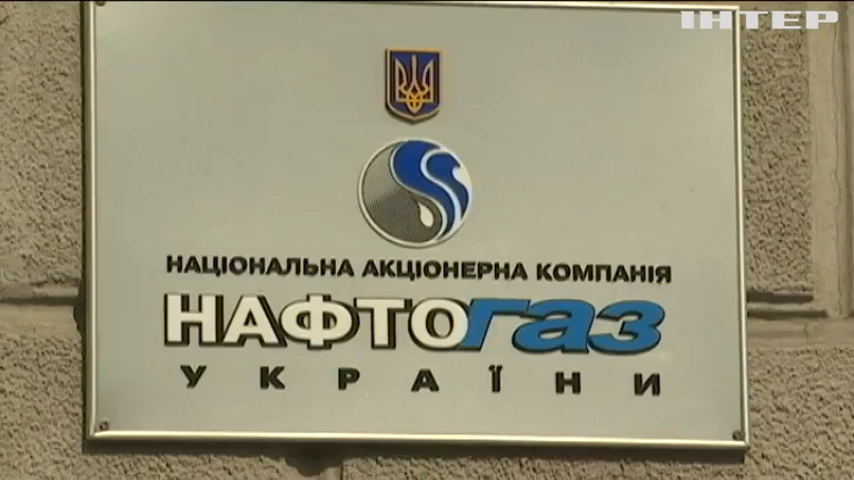 ІНТЕР
НАЦІОНАЛЬНА АКЦІОНЕРНА КОМПАНІЯ
НАФТОгаз
УКРАЇНИ